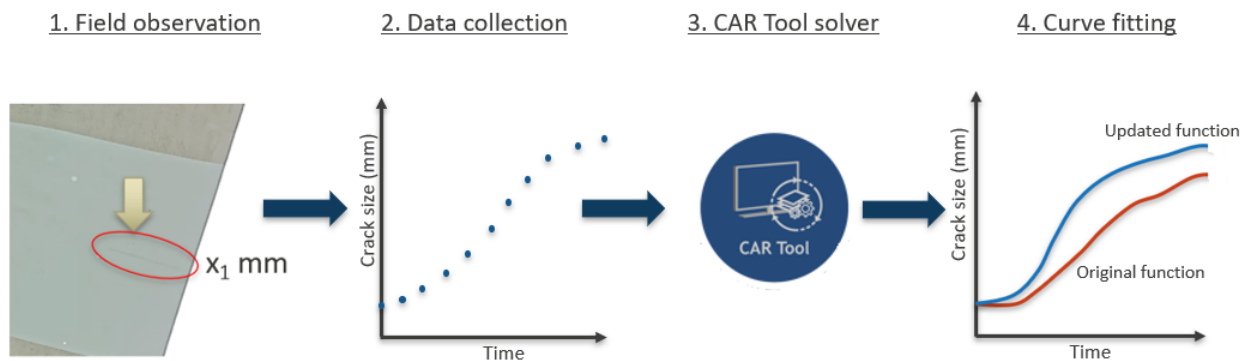 1. Field observation
2. Data collection
3. CAR Tool solver
4. Curve fitting
x₁ mm
Crack size (mm)
Time
CAR Tool
Crack size (mm)
Updated function
Original function
Time